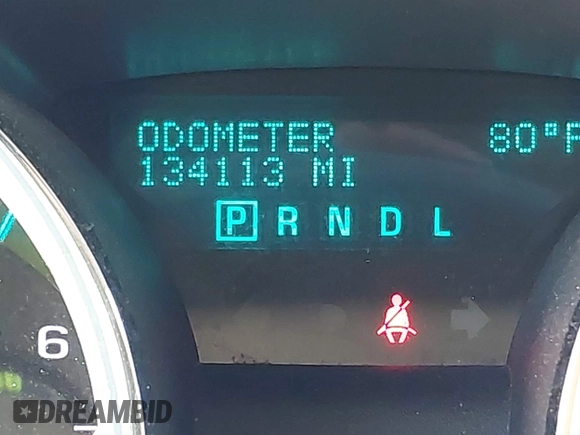 ODOMETER 80°F
134113 MI
P R N D L
6
DREAMBID